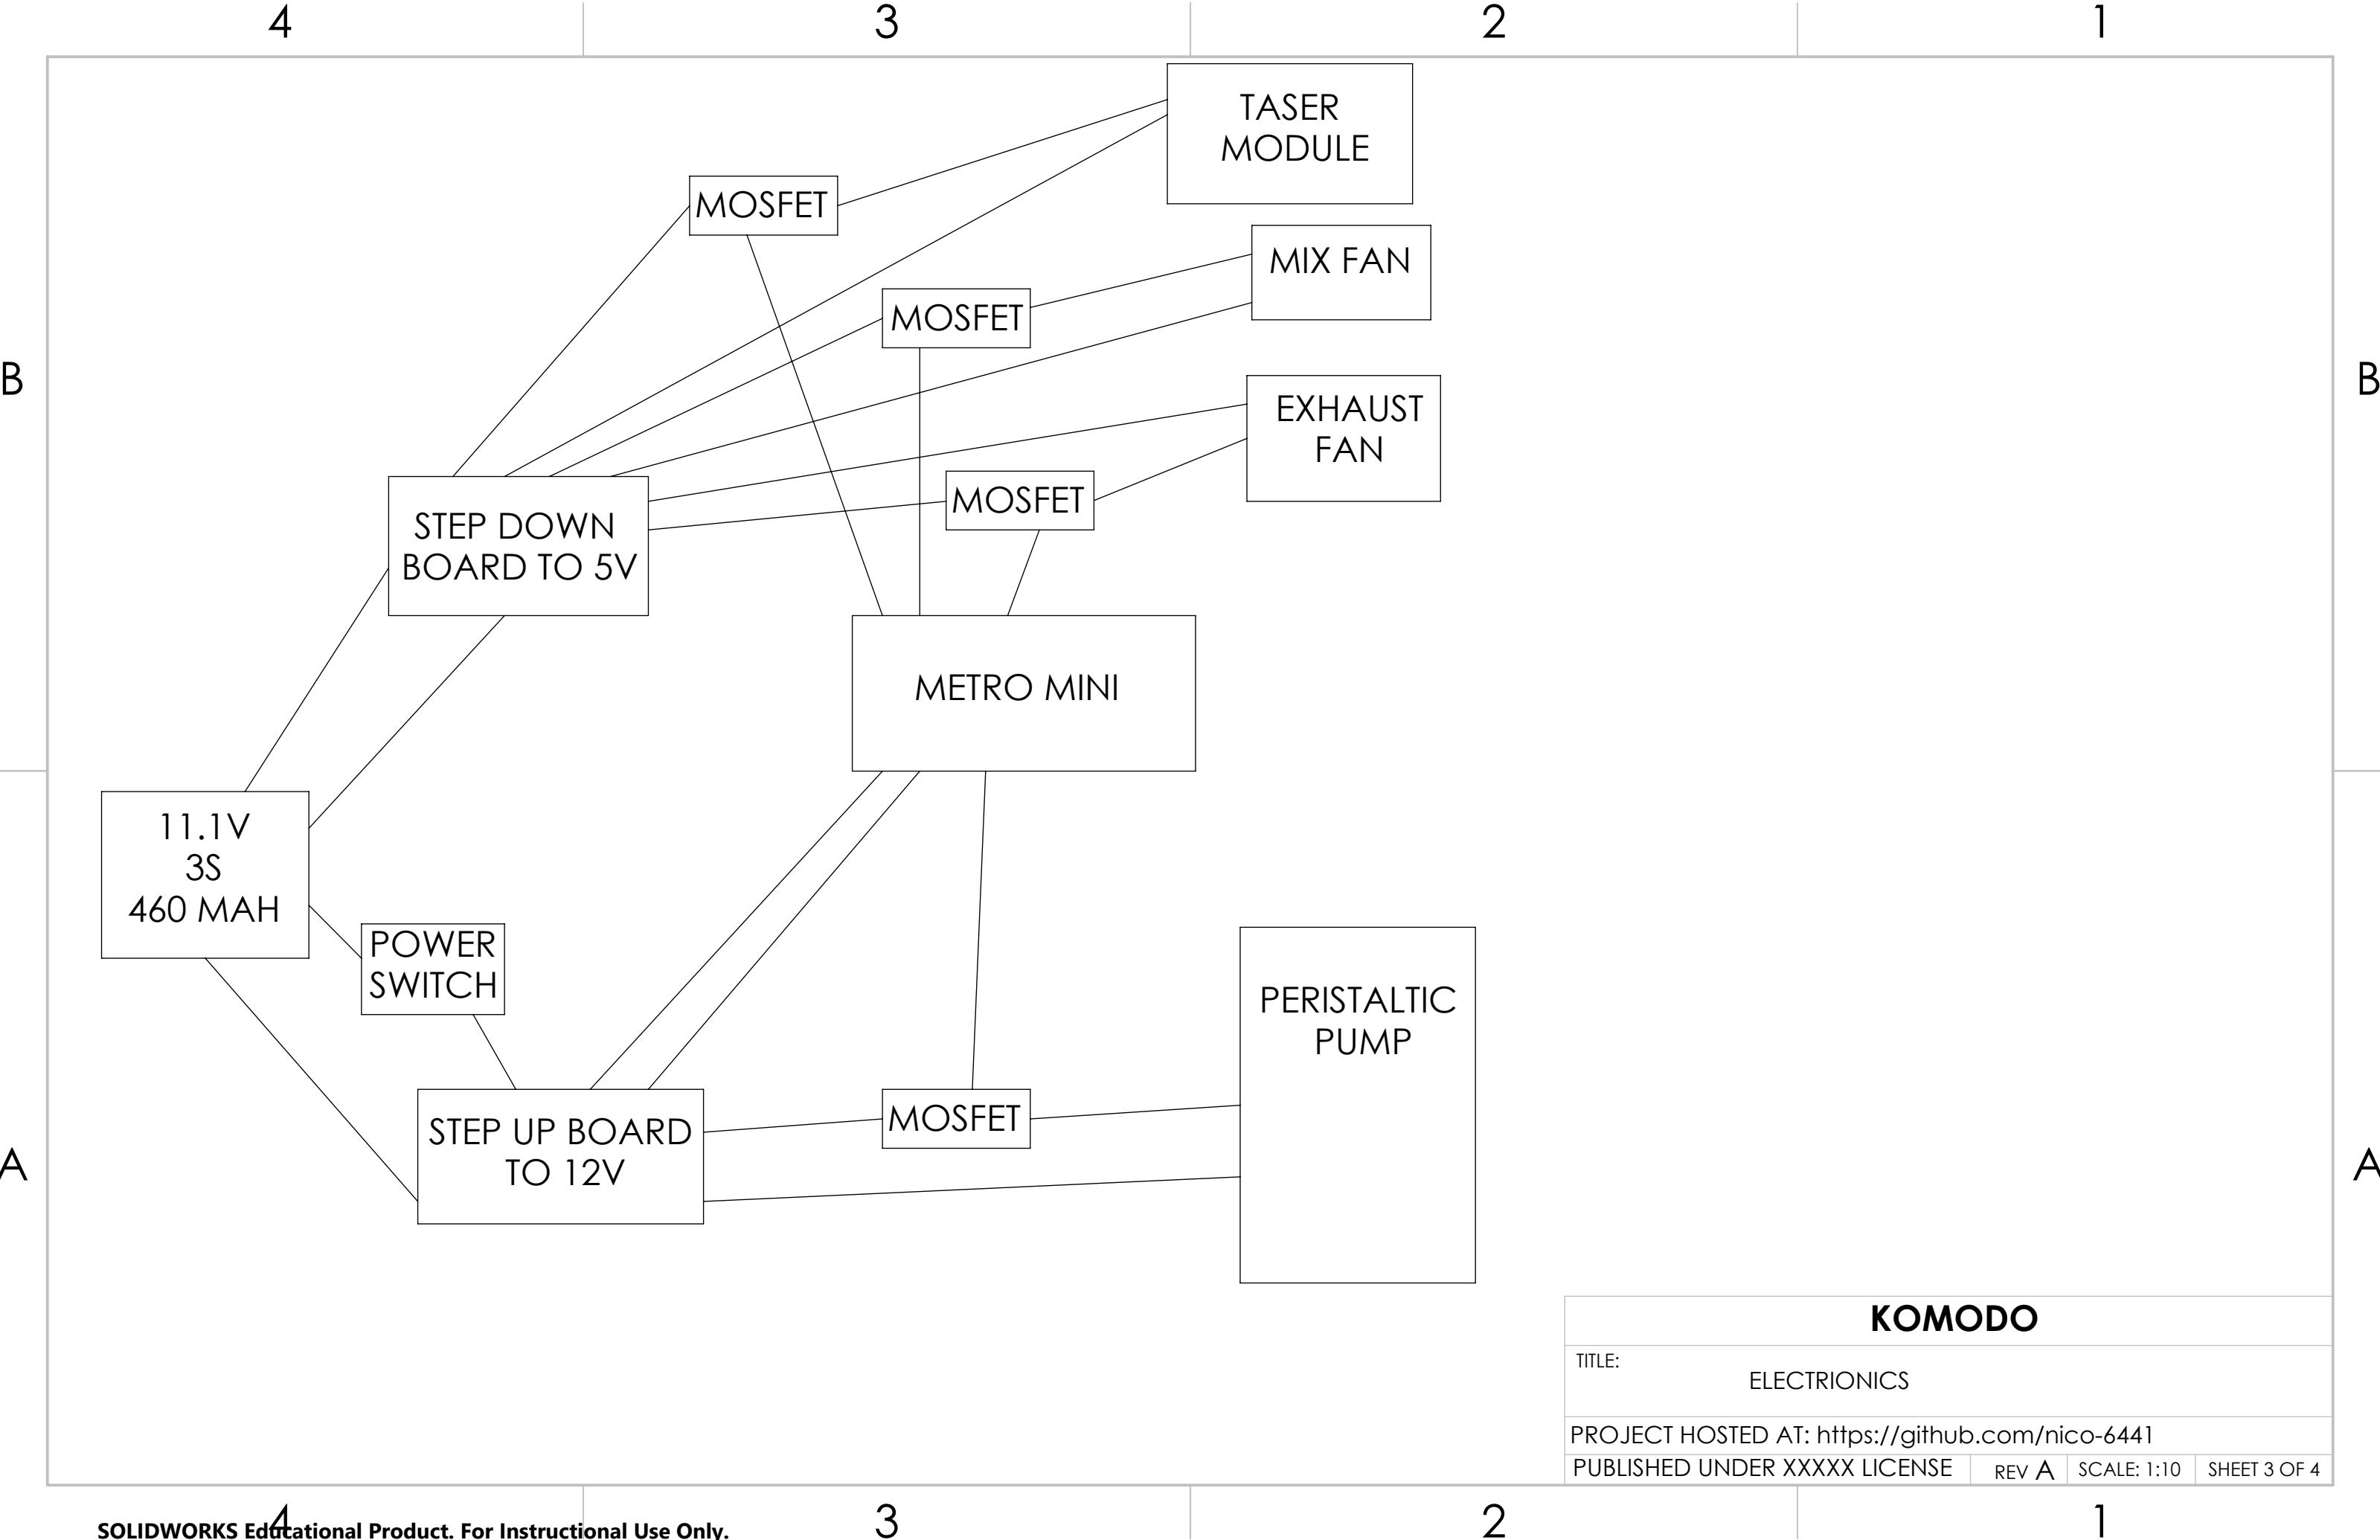 4 3 2 1
TASER
MODULE
MOSFET
MIX FAN
MOSFET
B B
EXHAUST
FAN
MOSFET
STEP DOWN
BOARD TO 5V
METRO MINI
11.1V
3S
460 MAH
POWER
SWITCH
PERISTALTIC
PUMP
STEP UP BOARD
TO 12V
MOSFET
A A
KOMODO
TITLE:
ELECTRIONICS
PROJECT HOSTED AT: https://github.com/nico-6441
PUBLISHED UNDER XXXXX LICENSE REV A SCALE: 1:10 SHEET 3 OF 4
4 3 2 1
SOLIDWORKS Educational Product. For Instructional Use Only.